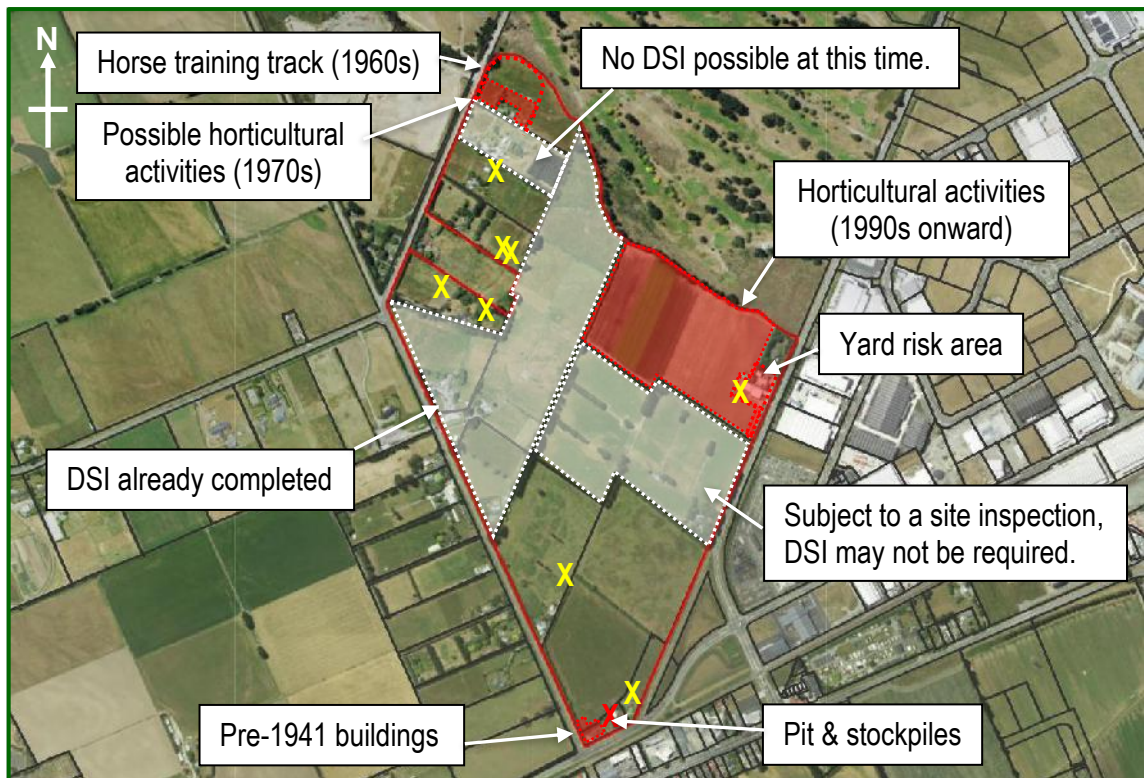 N
Horse training track (1960s)
No DSI possible at this time.
Possible horticultural
activities (1970s)
X
Horticultural activities
(1990s onward)
X
X
X
X
Yard risk area
X
DSI already completed
Subject to a site inspection,
DSI may not be required.
X
X
X
Pre-1941 buildings
Pit & stockpiles